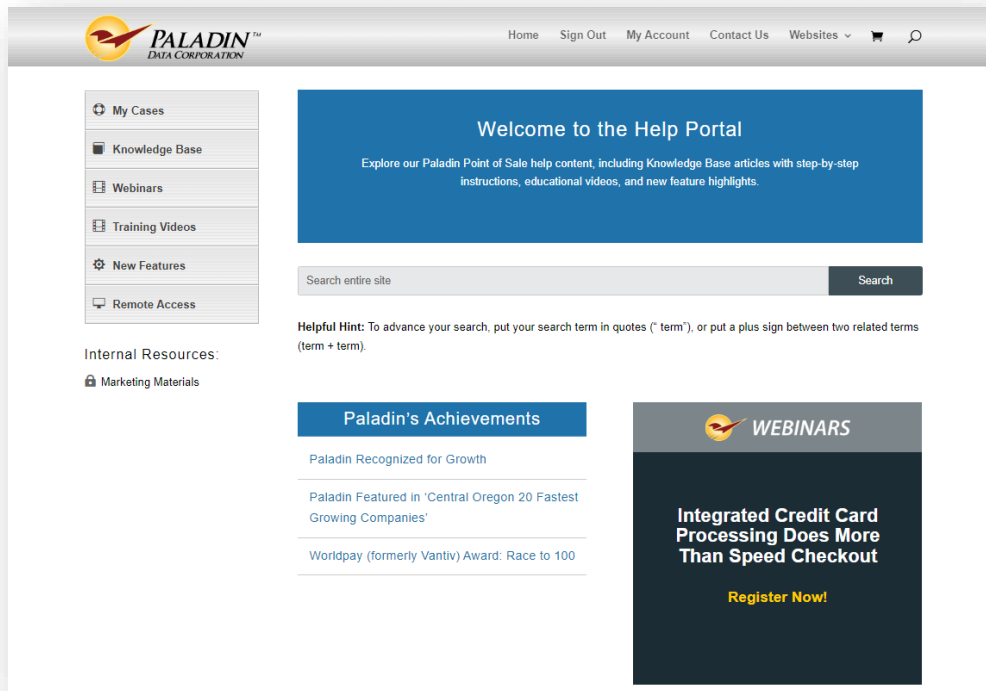 PALADIN™
DATA CORPORATION
Home Sign Out My Account Contact Us Websites
My Cases
Knowledge Base
Webinars
Training Videos
New Features
Remote Access
Internal Resources:
Marketing Materials
Welcome to the Help Portal
Explore our Paladin Point of Sale help content, including Knowledge Base articles with step-by-step
instructions, educational videos, and new feature highlights.
Search entire site
Search
Helpful Hint: To advance your search, put your search term in quotes (“ term”), or put a plus sign between two related terms
(term + term).
Paladin’s Achievements
Paladin Recognized for Growth
Paladin Featured in ‘Central Oregon 20 Fastest
Growing Companies’
Worldpay (formerly Vantiv) Award: Race to 100
WEBINARS
Integrated Credit Card
Processing Does More
Than Speed Checkout
Register Now!